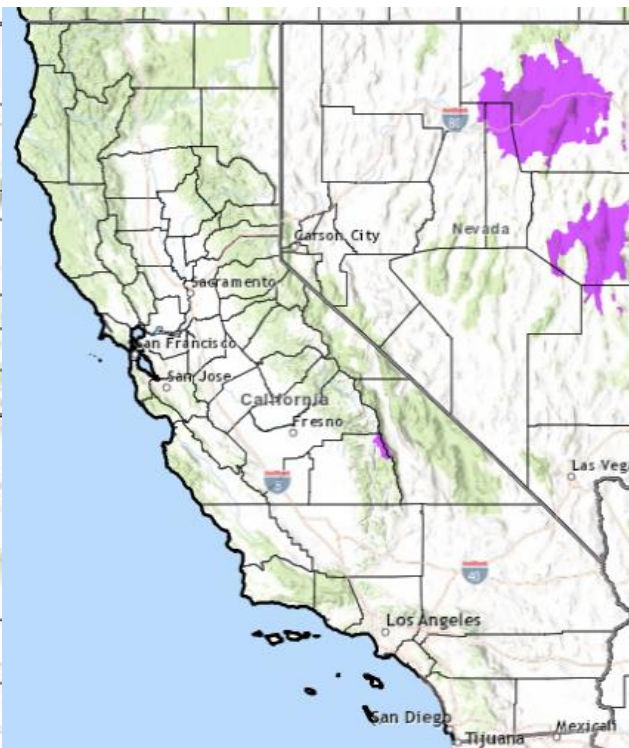 80
Nevada
Carson City
Sacramento
San Francisco
San Jose
California
Fresno
5
Las Vega
40
Los Angeles
San Diego
Tijuana
Mexicali